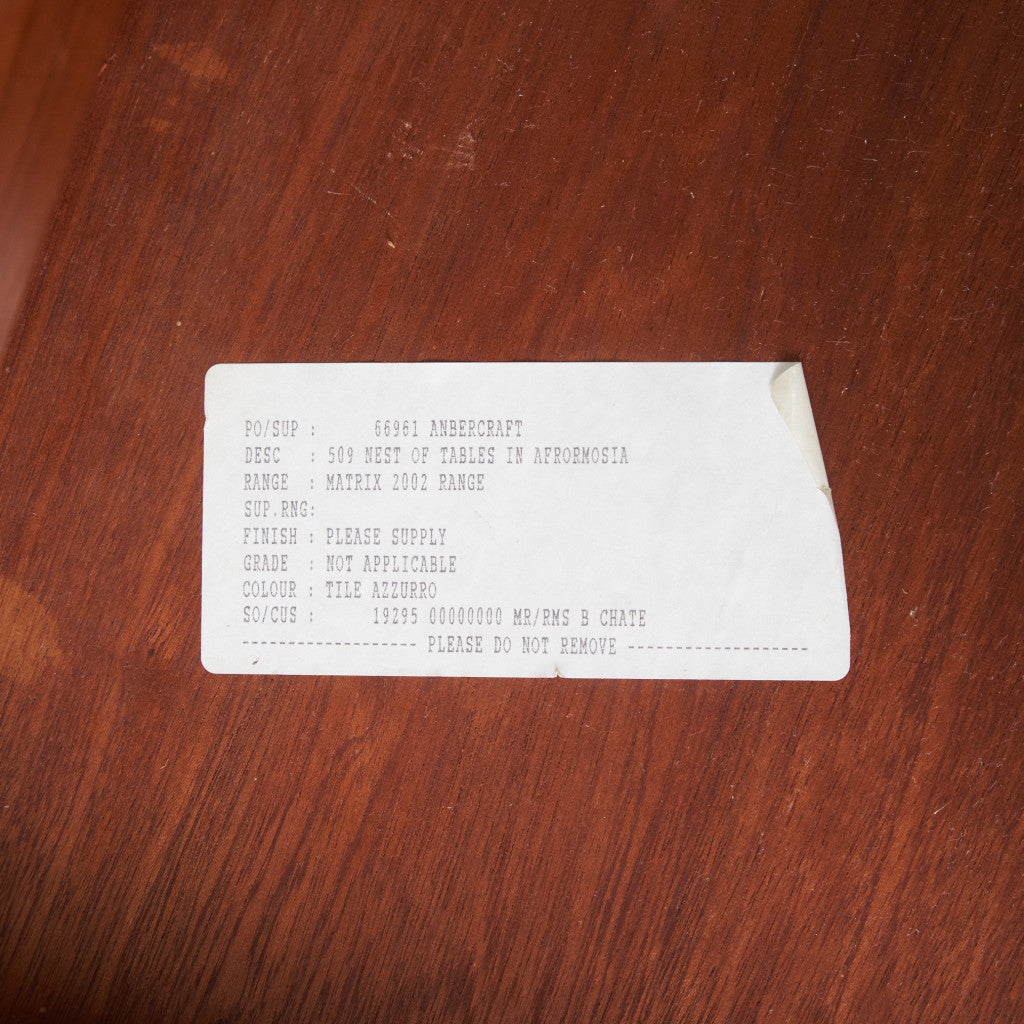 PO/SUP : 66961 ANBERCRAFT
DESC : 509 NEST OF TABLES IN AFRORMOSIA
RANGE : MATRIX 2002 RANGE
SUP.RNG:
FINISH : PLEASE SUPPLY
GRADE : NOT APPLICABLE
COLOUR : TILE AZZURRO
SO/CUS : 19295 00000000 MR/RMS B CHATE
------------------- PLEASE DO NOT REMOVE --------------------